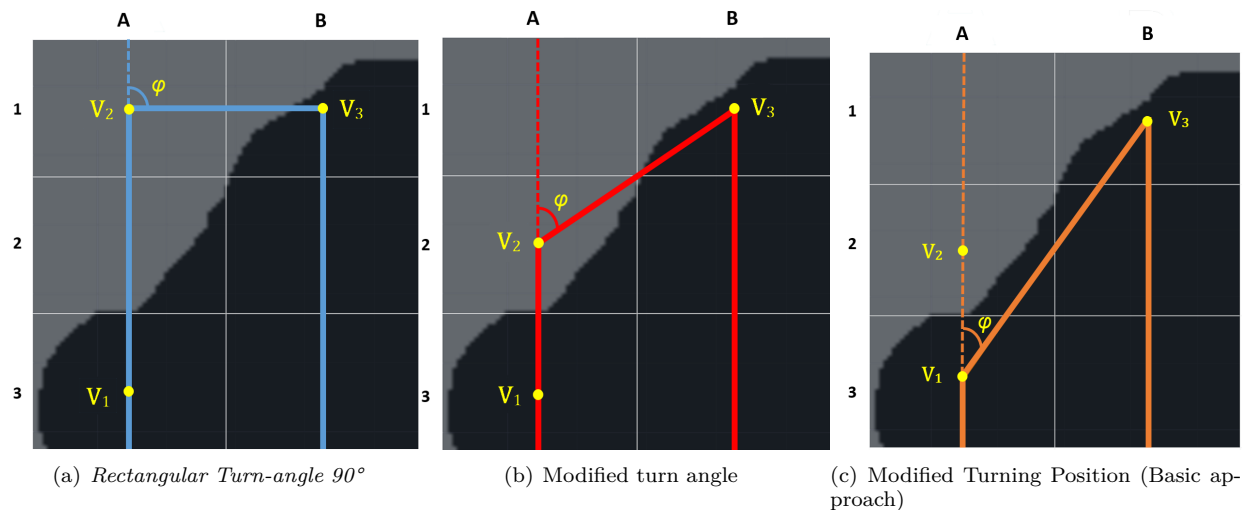 A B
1
φ
V2 V3
2
V1
3
(a) Rectangular Turn-angle 90°
A B
1
V3
φ
V2
2
V1
3
(b) Modified turn angle
A B
1
V3
V2
2
φ
V1
3
(c) Modified Turning Position (Basic ap-
proach)